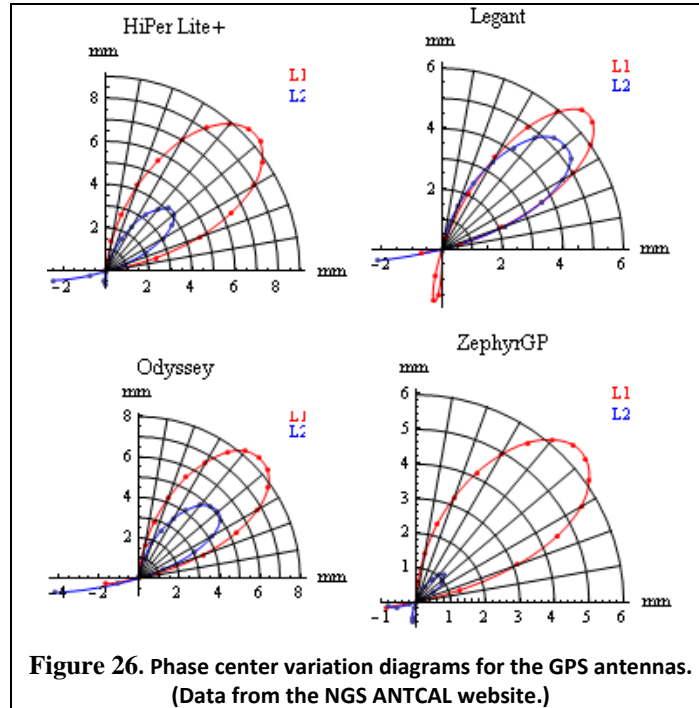 HiPer Lite+
mm
L1
L2
8
6
4
2
-2
2
4
6
8
mm
Legant
mm
L1
L2
6
4
2
-2
2
4
6
mm
Odyssey
mm
L1
L2
8
6
4
2
-4
2
4
6
8
mm
ZephyrGP
mm
L1
L2
6
5
4
3
2
1
-1
1
2
3
4
5
6
mm
Figure 26. Phase center variation diagrams for the GPS antennas.
(Data from the NGS ANTCAL website.)